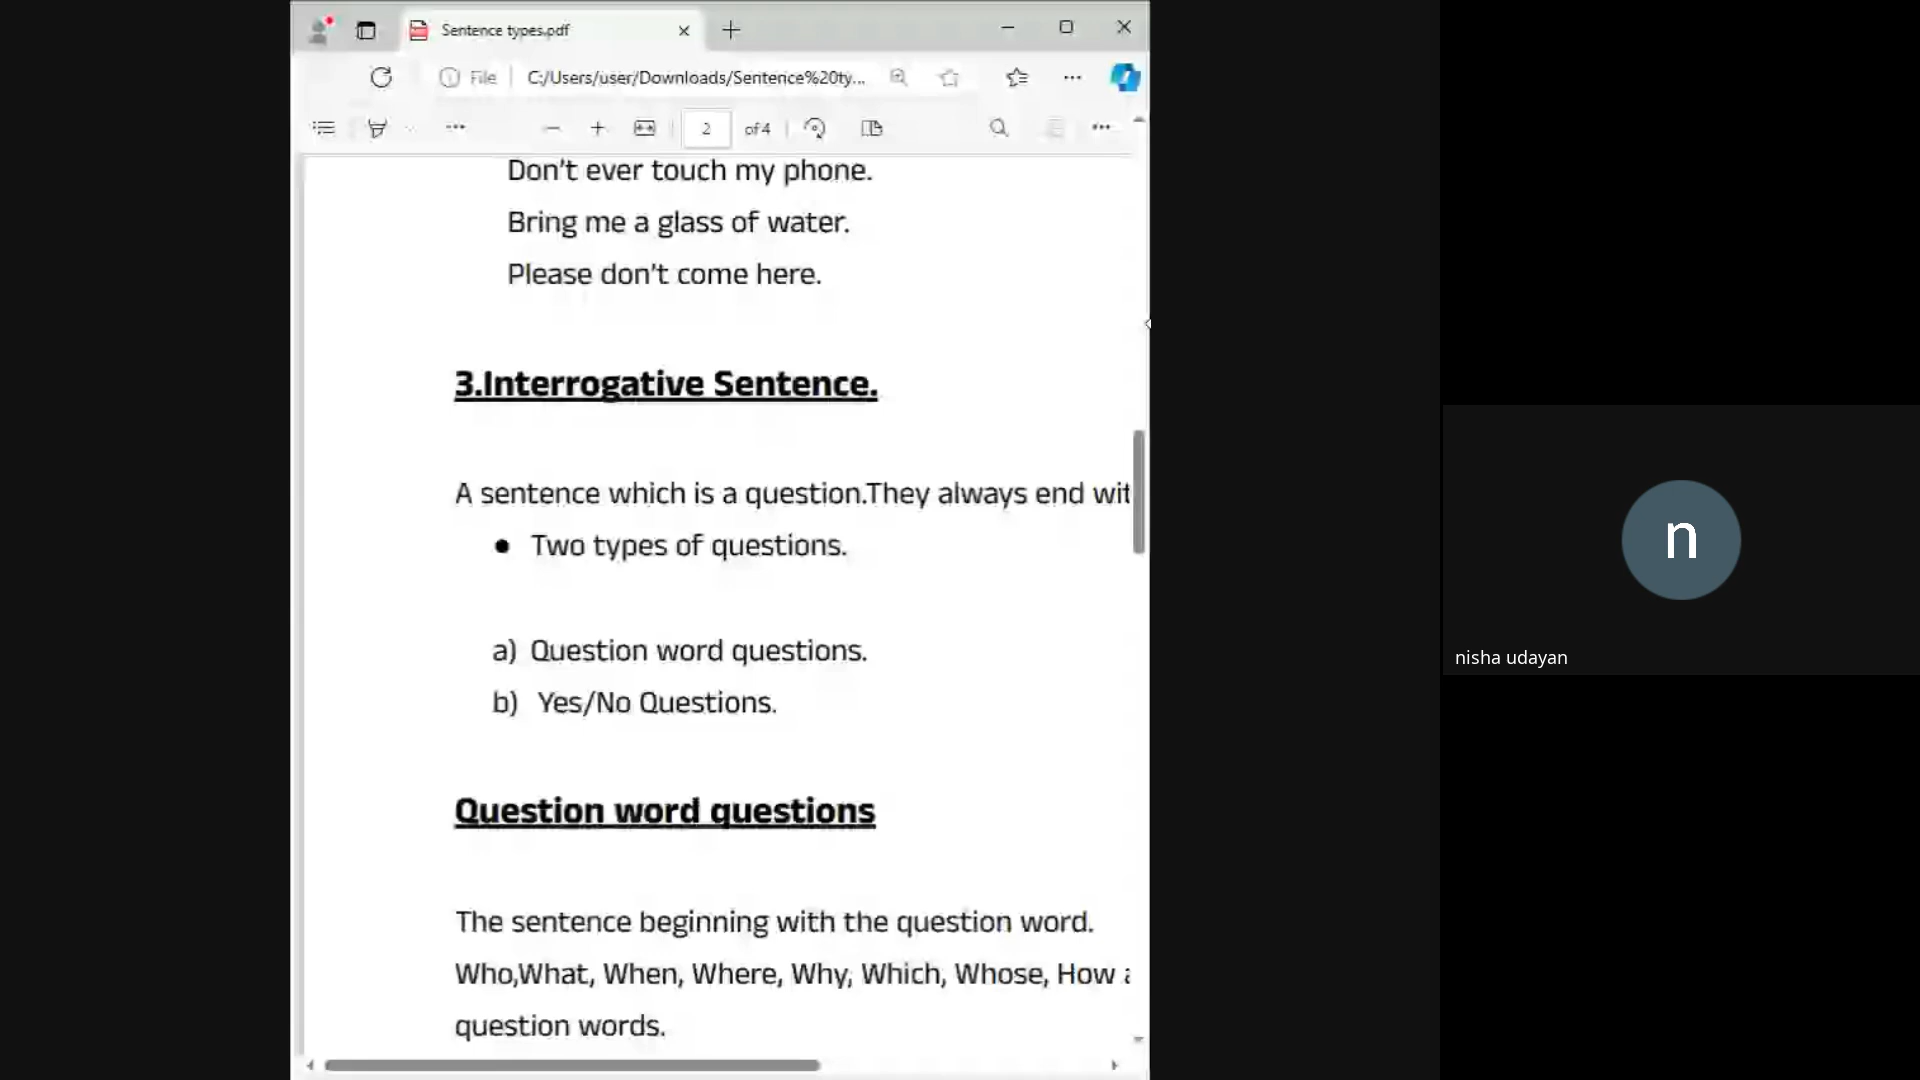 Sentence types.pdf
File
C:/Users/user/Downloads/Sentence%20ty...
2 of 4
Don't ever touch my phone.
Bring me a glass of water.
Please don't come here.
3.Interrogative Sentence.
A sentence which is a question.They always end wit
● Two types of questions.
a) Question word questions.
b) Yes/No Questions.
Question word questions
The sentence beginning with the question word.
Who,What, When, Where, Why, Which, Whose, How
question words.
n
nisha udayan